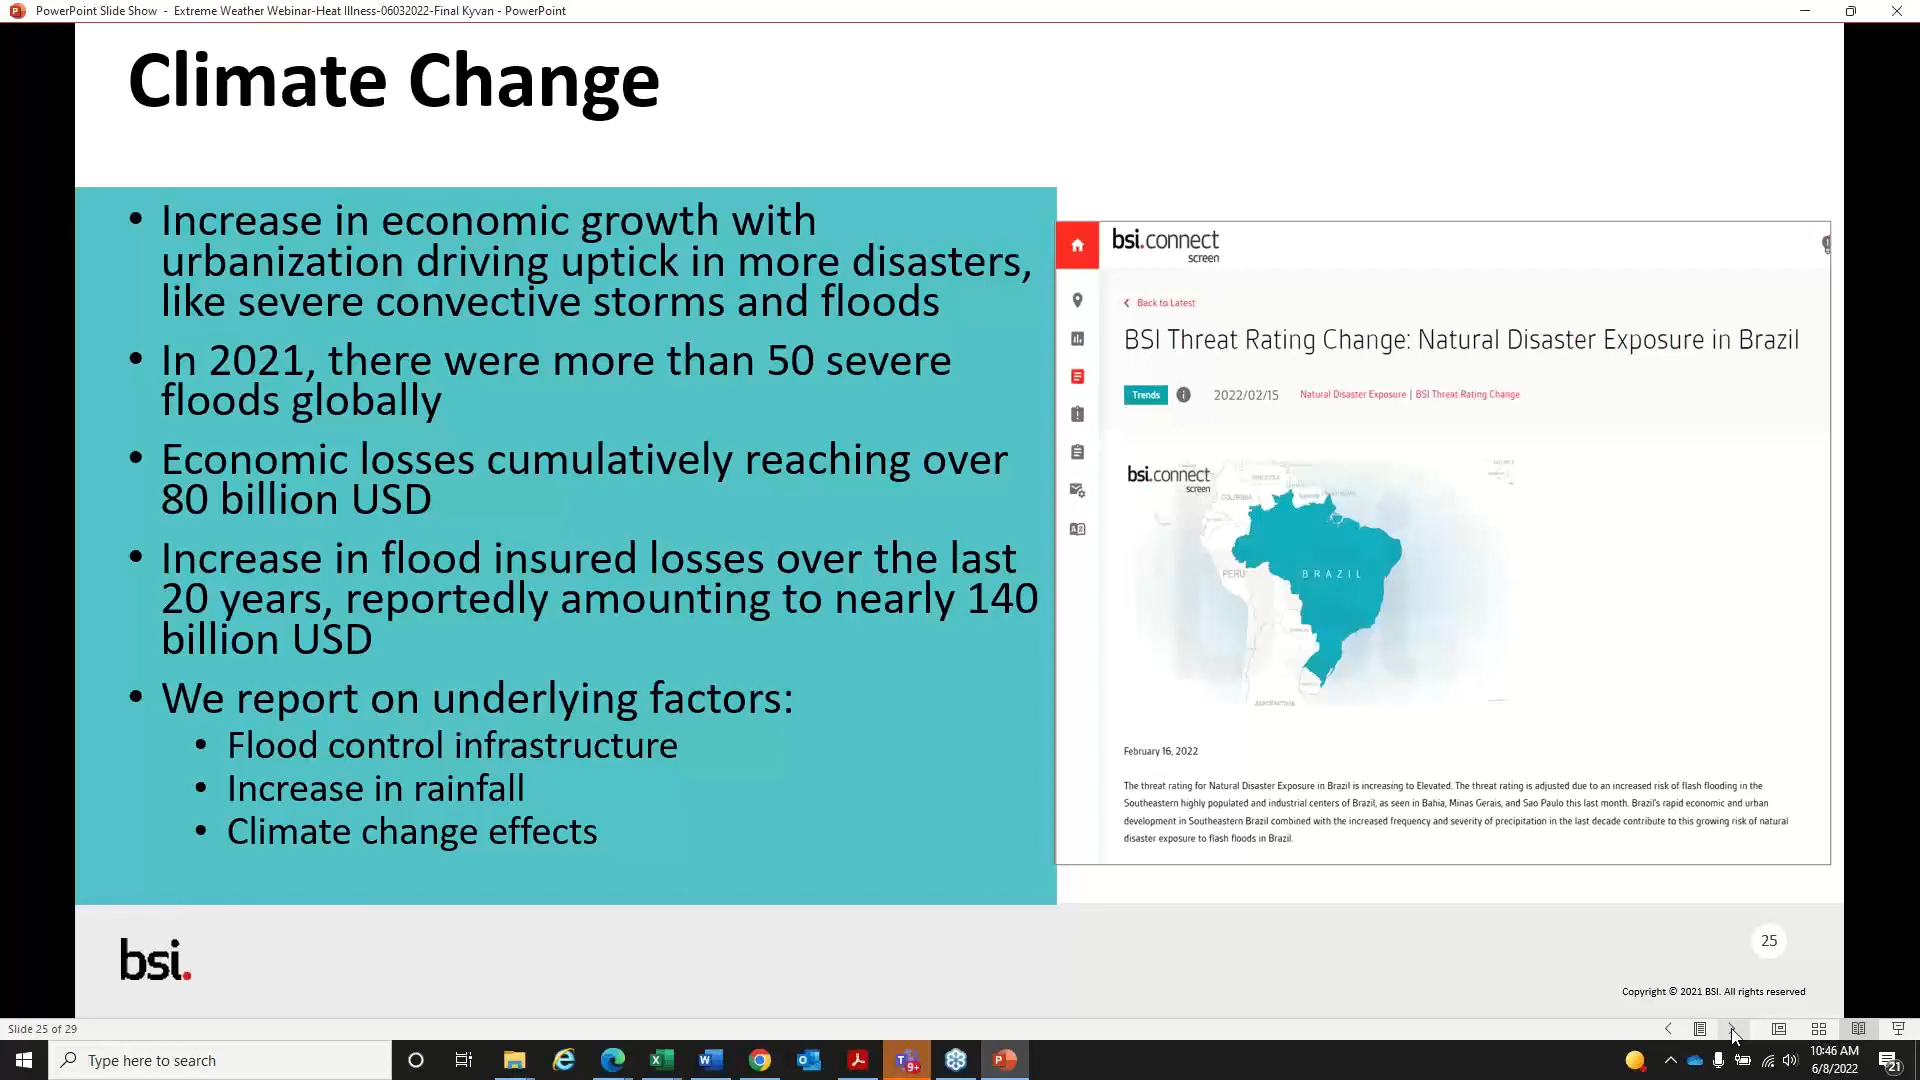 PowerPoint Slide Show - Extreme Weather Webinar-Heat Illness-06032022-Final Kyvan - PowerPoint
Climate Change
• Increase in economic growth with
urbanization driving uptick in more disasters,
like severe convective storms and floods
• In 2021, there were more than 50 severe
floods globally
• Economic losses cumulatively reaching over
80 billion USD
• Increase in flood insured losses over the last
20 years, reportedly amounting to nearly 140
billion USD
• We report on underlying factors:
• Flood control infrastructure
• Increase in rainfall
• Climate change effects
bsi.connect
screen
Back to Latest
BSI Threat Rating Change: Natural Disaster Exposure in Brazil
Trends 2022/02/15 Natural Disaster Exposure | BSI Threat Rating Change
bsi.connect
screen
VENEZUELA
COLOMBIA
PERU
BRAZIL
ARGENTINA
February 16, 2022
The threat rating for Natural Disaster Exposure in Brazil is increasing to Elevated. The threat rating is adjusted due to an increased risk of flash flooding in the
Southeastern highly populated and industrial centers of Brazil, as seen in Bahia, Minas Gerais, and Sao Paulo this last month. Brazil's rapid economic and urban
development in Southeastern Brazil combined with the increased frequency and severity of precipitation in the last decade contribute to this growing risk of natural
disaster exposure to flash floods in Brazil.
bsi.
25
Copyright © 2021 BSI. All rights reserved
Slide 25 of 29
Type here to search
9+
10:46 AM
6/8/2022
21